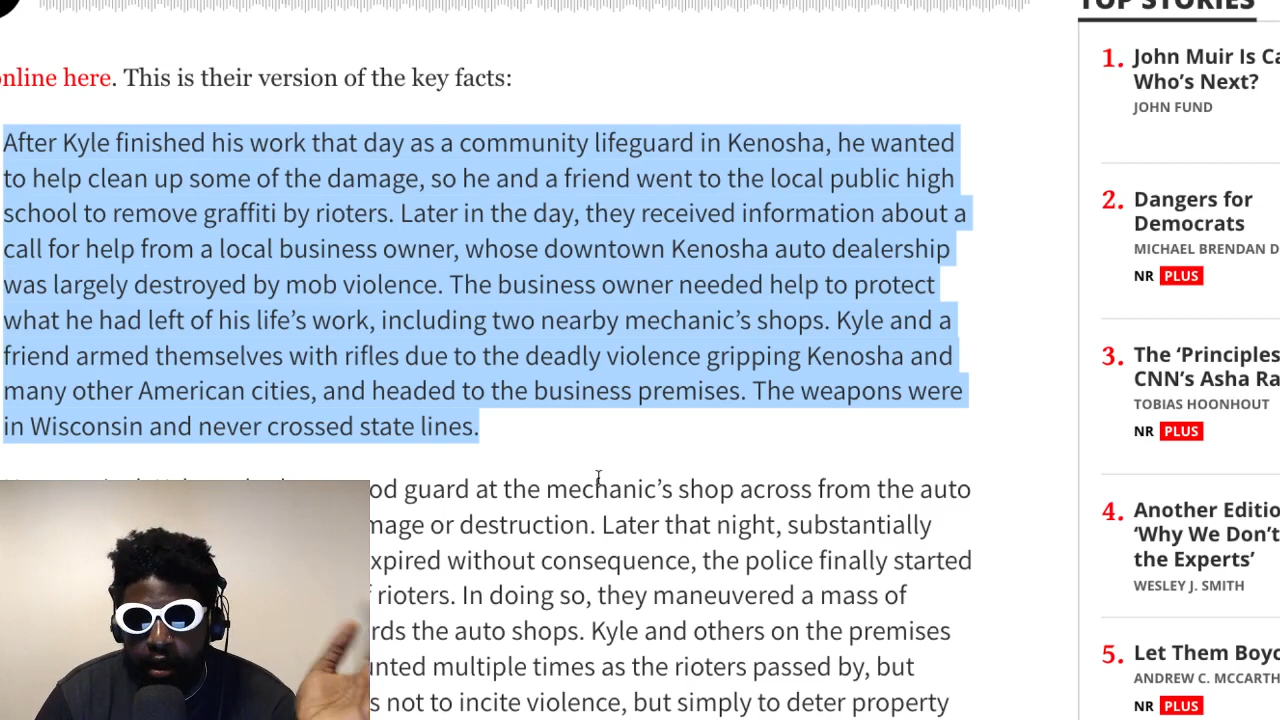 online here. This is their version of the key facts:
After Kyle finished his work that day as a community lifeguard in Kenosha, he wanted
to help clean up some of the damage, so he and a friend went to the local public high
school to remove graffiti by rioters. Later in the day, they received information about a
call for help from a local business owner, whose downtown Kenosha auto dealership
was largely destroyed by mob violence. The business owner needed help to protect
what he had left of his life’s work, including two nearby mechanic’s shops. Kyle and a
friend armed themselves with rifles due to the deadly violence gripping Kenosha and
many other American cities, and headed to the business premises. The weapons were
in Wisconsin and never crossed state lines.
guard at the mechanic’s shop across from the auto
or destruction. Later that night, substantially
without consequence, the police finally started
rioters. In doing so, they maneuvered a mass of
the auto shops. Kyle and others on the premises
multiple times as the rioters passed by, but
not to incite violence, but simply to deter property
TOP STORIES
1. John Muir Is
Who’s Next?
JOHN FUND
2. Dangers for
Democrats
MICHAEL BRENDAN
NR PLUS
3. The ‘Principles
CNN’s Asha
TOBIAS HOONHOUT
NR PLUS
4. Another
‘Why We Don’t
the Experts’
WESLEY J. SMITH
5. Let Them
ANDREW C.
NR PLUS